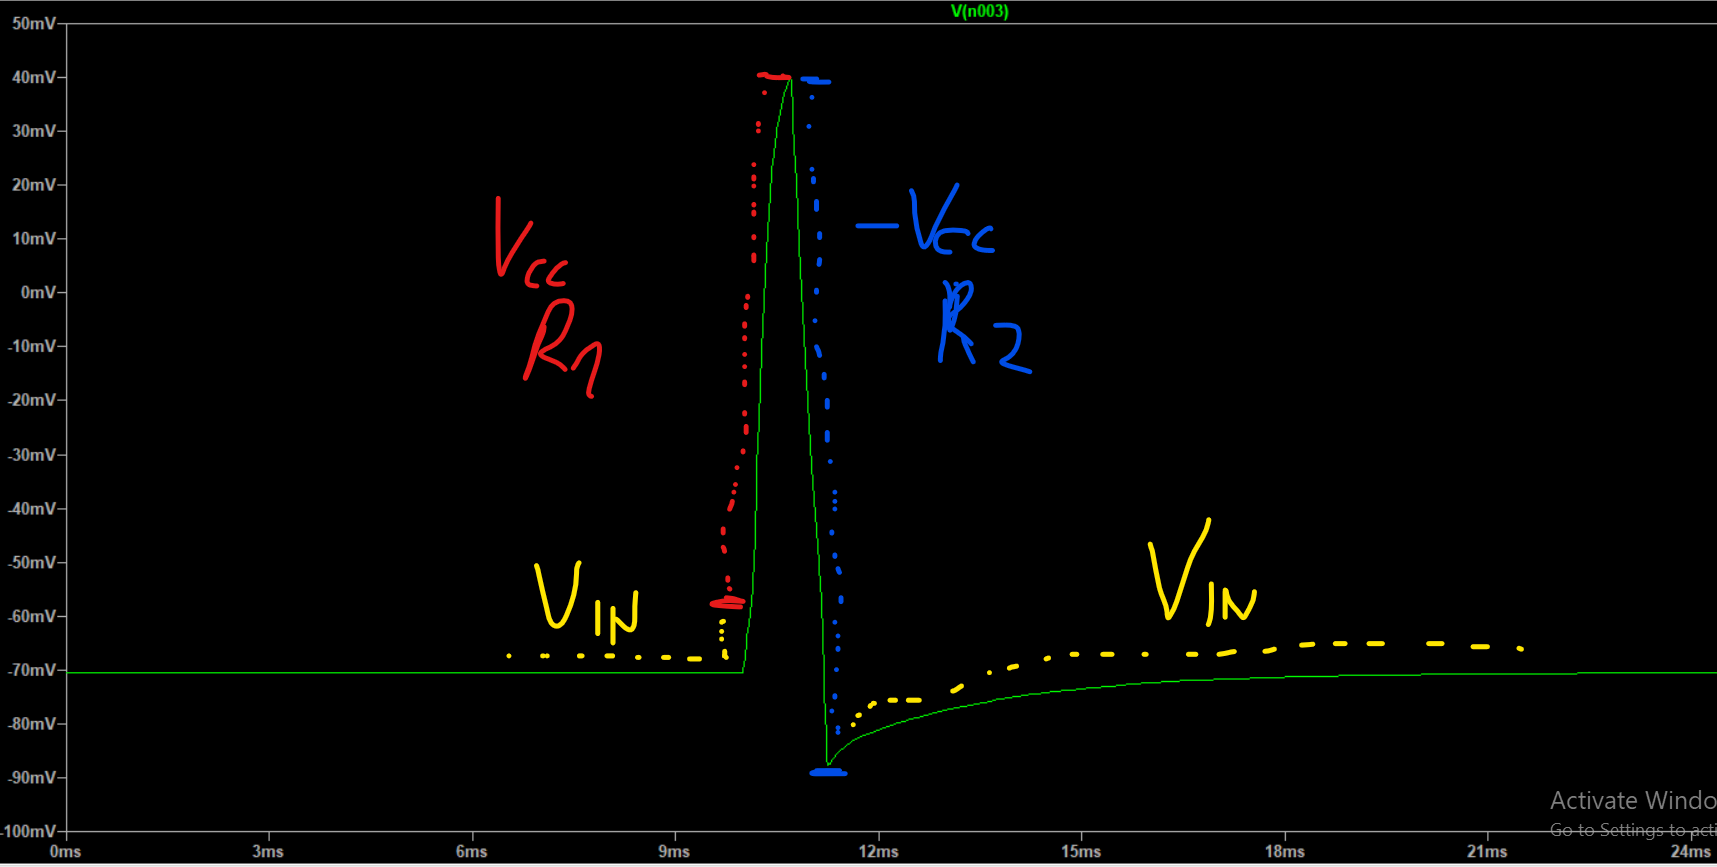 V(n003)
50mV
40mV
30mV
20mV
10mV
0mV
-10mV
-20mV
-30mV
-40mV
-50mV
-60mV
-70mV
-80mV
-90mV
-100mV
Vcc
R1
-Vcc
R2
VIN
VIN
0ms
3ms
6ms
9ms
12ms
15ms
18ms
21ms
24ms
Activate Windo
Go to Settings to acti